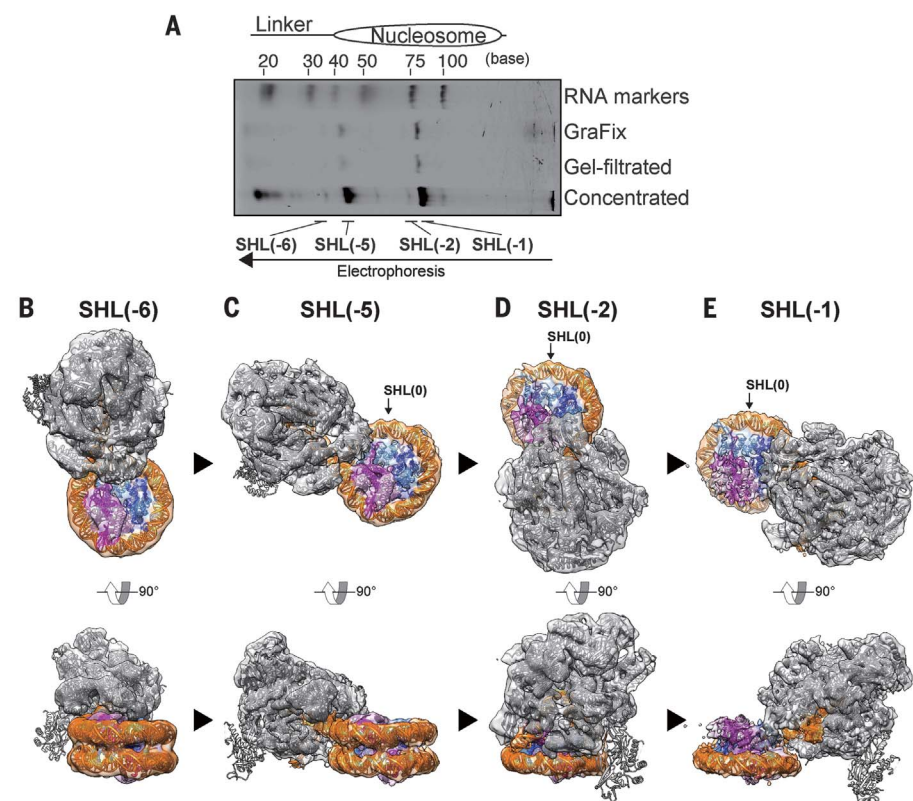 A
Linker
Nucleosome
20 30 40 50 75 100 (base)
RNA markers
GraFix
Gel-filtrated
Concentrated
SHL(-6) SHL(-5) SHL(-2) SHL(-1)
Electrophoresis
B SHL(-6) C SHL(-5) D SHL(-2) E SHL(-1)
SHL(0)
SHL(0)
SHL(0)
90° 90° 90° 90°